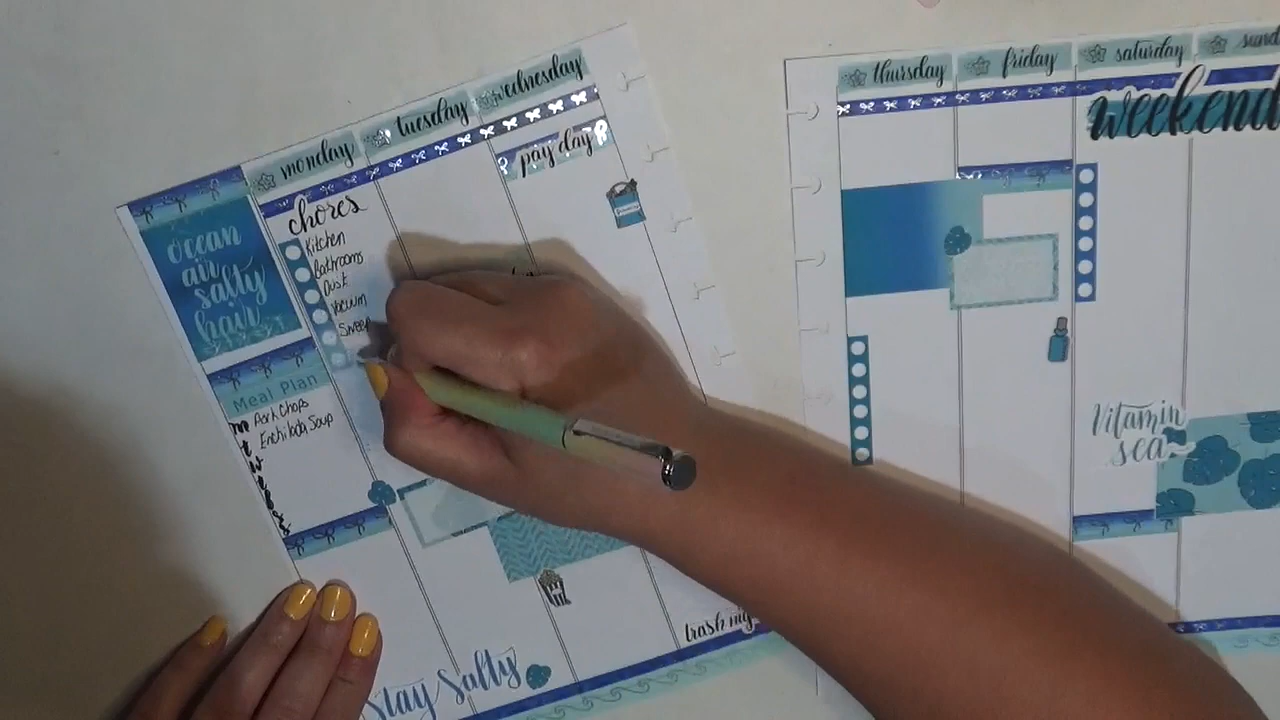 monday
tuesday
wednesday
thursday
friday
saturday
weekend
pay day
chores
Kitchen
Bathrooms
Dust
Vacuum
Sweep
ocean
air
salty
hair
Meal Plan
m Pork Chops
t Enchilada Soup
w
Vitamin
sea
trash
Stay Salty